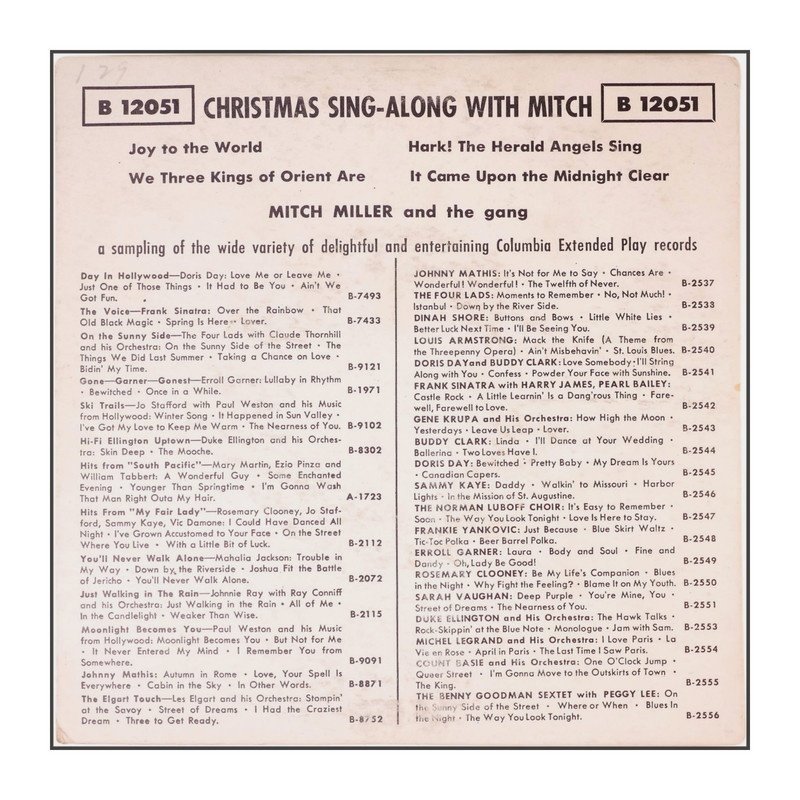 1 29
B 12051 CHRISTMAS SING-ALONG WITH MITCH B 12051
Joy to the World
Hark! The Herald Angels Sing
We Three Kings of Orient Are
It Came Upon the Midnight Clear
MITCH MILLER and the gang
a sampling of the wide variety of delightful and entertaining Columbia Extended Play records
Day In Hollywood—Doris Day: Love Me or Leave Me •
Just One of Those Things • It Had to Be You • Ain't We
Got Fun. B-7493
The Voice—Frank Sinatra: Over the Rainbow • That
Old Black Magic • Spring Is Here • Lover. B-7433
On the Sunny Side—The Four Lads with Claude Thornhill
and his Orchestra: On the Sunny Side of the Street • The
Things We Did Last Summer • Taking a Chance on Love •
Bidin' My Time. B-9121
Gone—Garner—Gonest—Erroll Garner: Lullaby in Rhythm
• Bewitched • Once in a While. B-1971
Ski Trails—Jo Stafford with Paul Weston and his Music
from Hollywood: Winter Song • It Happened in Sun Valley •
I've Got My Love to Keep Me Warm • The Nearness of You. B-9102
Hi-Fi Ellington Uptown—Duke Ellington and his Orches-
tra: Skin Deep • The Mooche. B-8302
Hits from "South Pacific"—Mary Martin, Ezio Pinza and
William Tabbert: A Wonderful Guy • Some Enchanted
Evening • Younger Than Springtime • I'm Gonna Wash
That Man Right Outa My Hair. A-1723
Hits From "My Fair Lady"—Rosemary Clooney, Jo Staf-
ford, Sammy Kaye, Vic Damone: I Could Have Danced All
Night • I've Grown Accustomed to Your Face • On the Street
Where You Live • With a Little Bit of Luck. B-2112
You'll Never Walk Alone—Mahalia Jackson: Trouble in
My Way • Down by the Riverside • Joshua Fit the Battle
of Jericho • You'll Never Walk Alone. B-2072
Just Walking in The Rain—Johnnie Ray with Ray Conniff
and his Orchestra: Just Walking in the Rain • All of Me •
In the Candlelight • Weaker Than Wise. B-2115
Moonlight Becomes You—Paul Weston and his Music
from Hollywood: Moonlight Becomes You • But Not for Me
• It Never Entered My Mind • I Remember You from
Somewhere. B-9091
Johnny Mathis: Autumn in Rome • Love, Your Spell Is
Everywhere • Cabin in the Sky • In Other Words. B-8871
The Elgart Touch—Les Elgart and his Orchestra: Stompin'
at the Savoy • Street of Dreams • I Had the Craziest
Dream • Three to Get Ready. B-8752
JOHNNY MATHIS: It's Not for Me to Say • Chances Are •
Wonderful! Wonderful! • The Twelfth of Never. B-2537
THE FOUR LADS: Moments to Remember • No, Not Much! •
Istanbul • Down by the River Side. B-2533
DINAH SHORE: Buttons and Bows • Little White Lies •
Better Luck Next Time • I'll Be Seeing You. B-2539
LOUIS ARMSTRONG: Mack the Knife (A Theme from
the Threepenny Opera) • Ain't Misbehavin' • St. Louis Blues. B-2540
DORIS DAY and BUDDY CLARK: Love Somebody • I'll String
Along with You • Confess • Powder Your Face with Sunshine. B-2541
FRANK SINATRA with HARRY JAMES, PEARL BAILEY:
Castle Rock • A Little Learnin' Is a Dang'rous Thing • Fare-
well, Farewell to Love. B-2542
GENE KRUPA and His Orchestra: How High the Moon •
Yesterdays • Leave Us Leap • Lover. B-2543
BUDDY CLARK: Linda • I'll Dance at Your Wedding •
Ballerina • Two Loves Have I. B-2544
DORIS DAY: Bewitched • Pretty Baby • My Dream Is Yours
• Canadian Capers. B-2545
SAMMY KAYE: Daddy • Walkin' to Missouri • Harbor
Lights • In the Mission of St. Augustine. B-2546
THE NORMAN LUBOFF CHOIR: It's Easy to Remember •
Soon • The Way You Look Tonight • Love Is Here to Stay. B-2547
FRANKIE YANKOVIC: Just Because • Blue Skirt Waltz •
Tic-Toc Polka • Beer Barrel Polka. B-2548
ERROLL GARNER: Laura • Body and Soul • Fine and
Dandy • Oh, Lady Be Good! B-2549
ROSEMARY CLOONEY: Be My Life's Companion • Blues
in the Night • Why Fight the Feeling? • Blame It on My Youth. B-2550
SARAH VAUGHAN: Deep Purple • You're Mine, You •
Street of Dreams • The Nearness of You. B-2551
DUKE ELLINGTON and His Orchestra: The Hawk Talks •
Rock-Skippin' at the Blue Note • Monologue • Jam with Sam. B-2553
MICHEL LEGRAND and His Orchestra: I Love Paris • La
Vie en Rose • April in Paris • The Last Time I Saw Paris. B-2554
COUNT BASIE and His Orchestra: One O'Clock Jump •
Queer Street • I'm Gonna Move to the Outskirts of Town •
The King. B-2555
THE BENNY GOODMAN SEXTET with PEGGY LEE: On
the Sunny Side of the Street • Where or When • Blues In
the Night • The Way You Look Tonight. B-2556